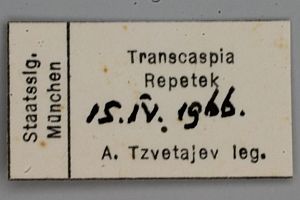 Staatsslg.
München
Transcaspia
Repetek
15.IV.1966.
A. Tzvetajev leg.